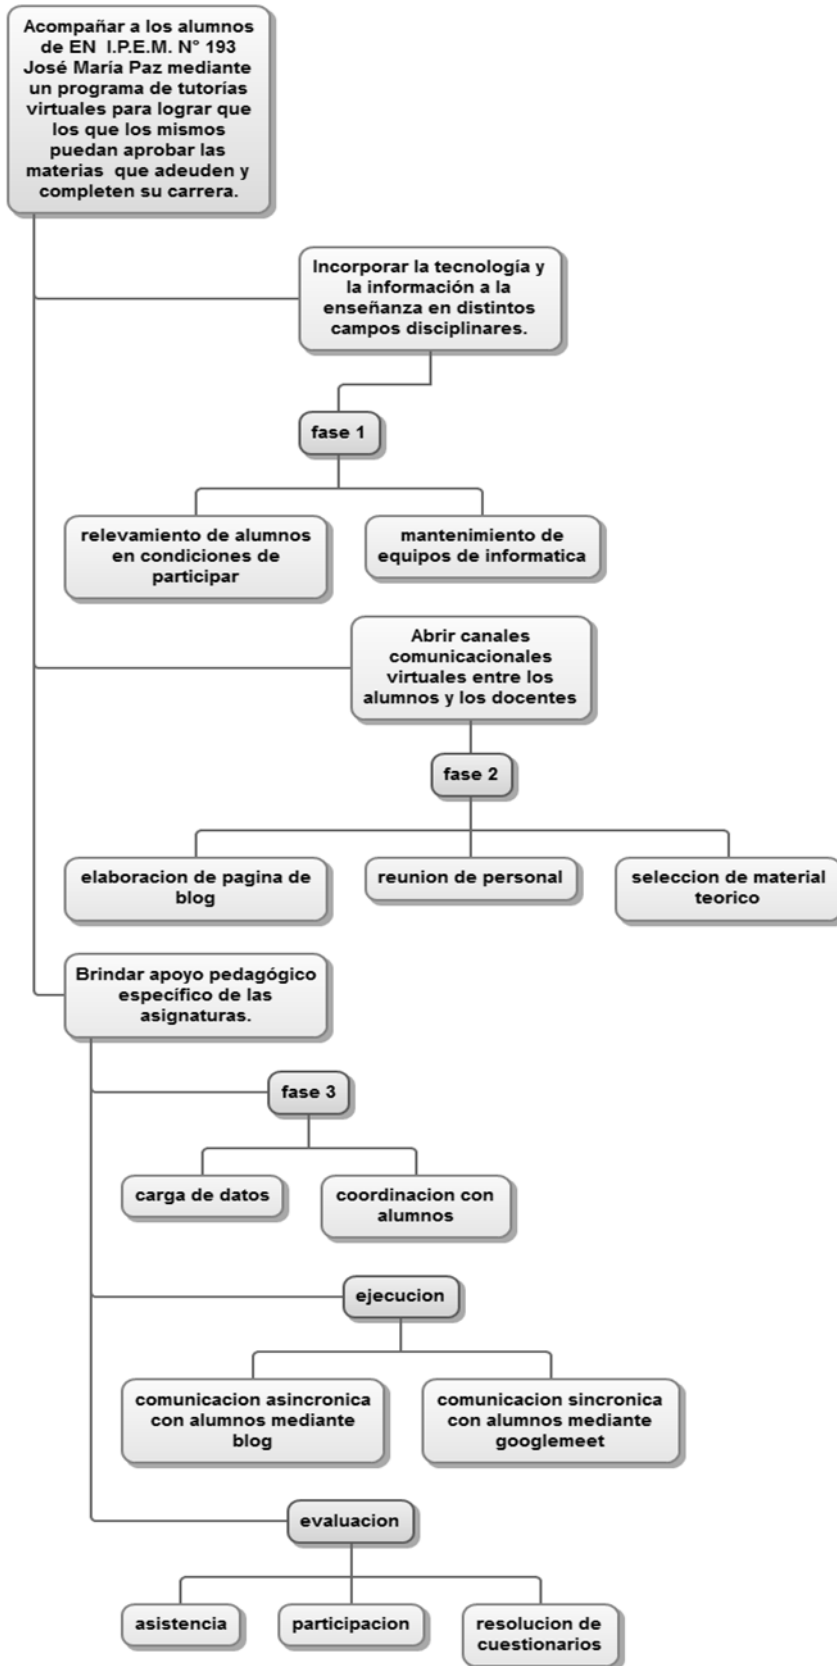 Acompañar a los alumnos
de EN I.P.E.M. N° 193
José María Paz mediante
un programa de tutorías
virtuales para lograr que
los que los mismos
puedan aprobar las
materias que adeuden y
completen su carrera.
Incorporar la tecnología y
la información a la
enseñanza en distintos
campos disciplinares.
fase 1
relevamiento de alumnos
en condiciones de
participar
mantenimiento de
equipos de informatica
Abrir canales
comunicacionales
virtuales entre los
alumnos y los docentes
fase 2
elaboracion de pagina de
blog
reunion de personal
seleccion de material
teorico
Brindar apoyo pedagógico
específico de las
asignaturas.
fase 3
carga de datos
coordinacion con
alumnos
ejecucion
comunicacion asincronica
con alumnos mediante
blog
comunicacion sincronica
con alumnos mediante
googlemeet
evaluacion
asistencia
participacion
resolucion de
cuestionarios